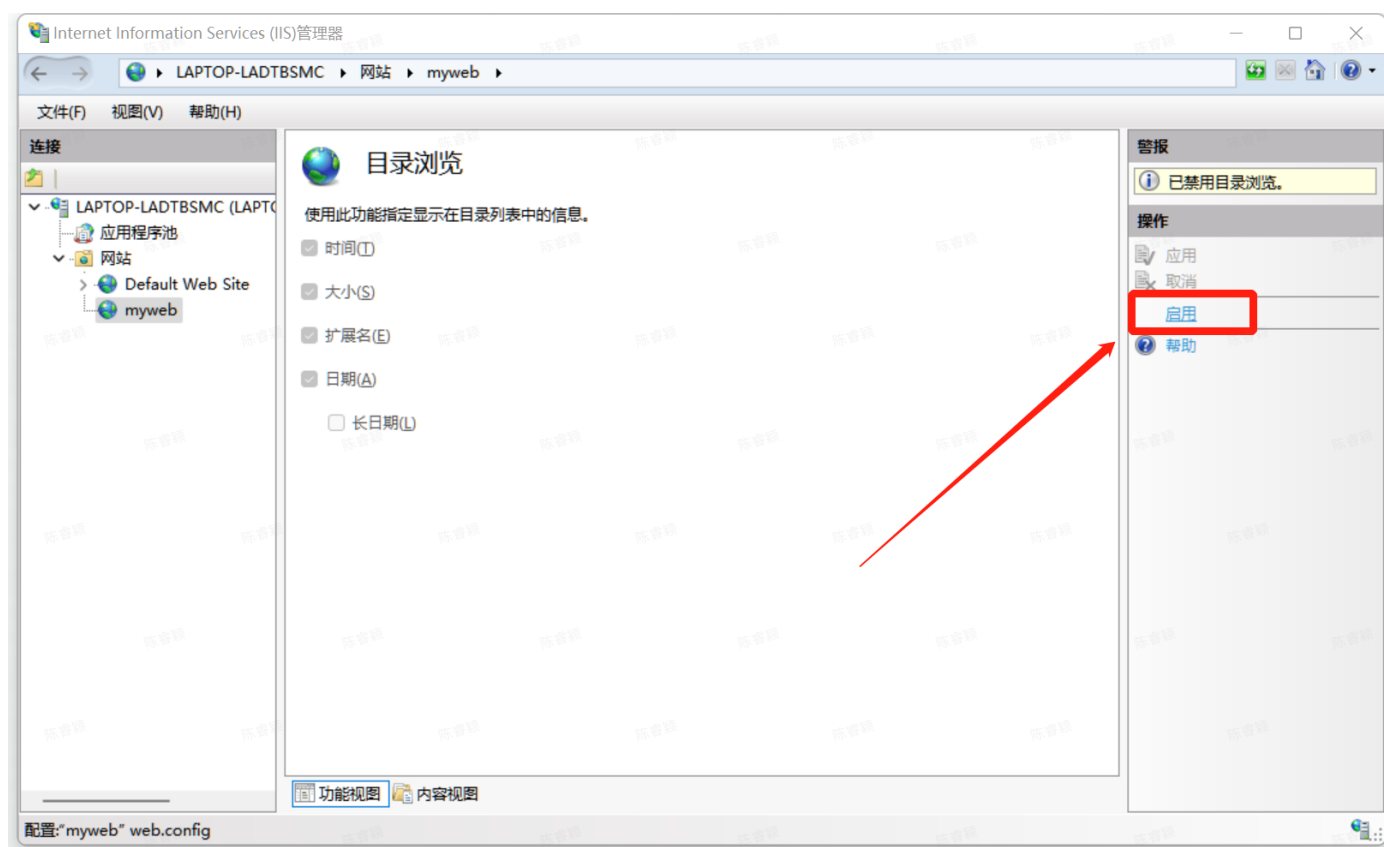 Internet Information Services (IIS)管理器
LAPTOP-LADTBSMC
网站
myweb
文件(F)
视图(V)
帮助(H)
连接
LAPTOP-LADTBSMC (LAPTO
应用程序池
网站
Default Web Site
myweb
目录浏览
使用此功能指定显示在目录列表中的信息。
时间(T)
大小(S)
扩展名(E)
日期(A)
长日期(L)
功能视图
内容视图
警报
已禁用目录浏览。
操作
应用
取消
启用
帮助
配置:"myweb" web.config
陈睿颖